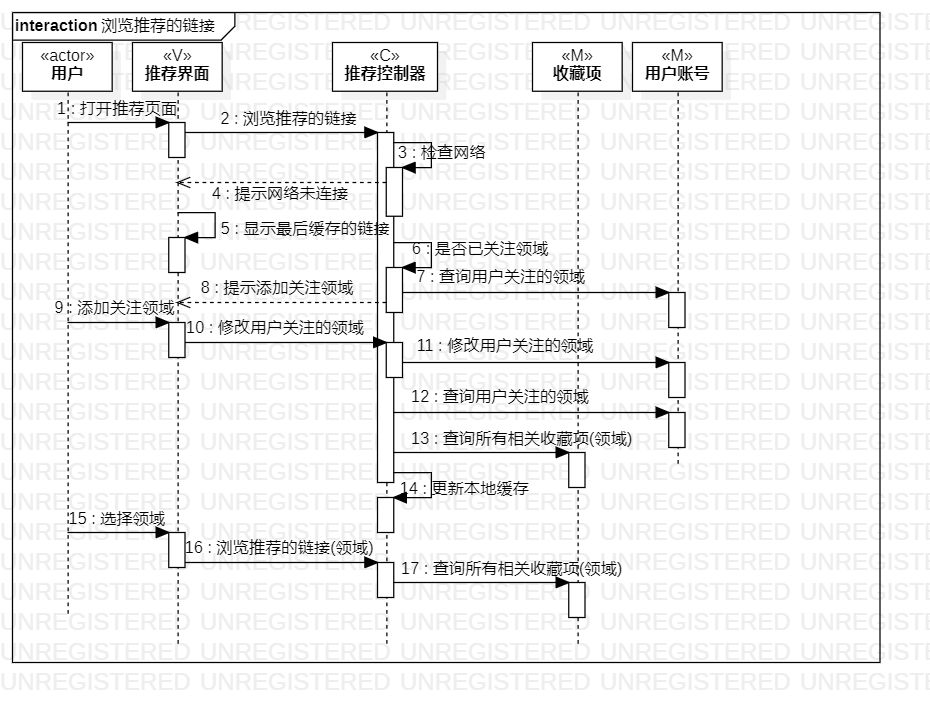 interaction 浏览推荐的链接
«actor»
用户
«V»
推荐界面
«C»
推荐控制器
«M»
收藏项
«M»
用户账号
1 : 打开推荐页面
2 : 浏览推荐的链接
3 : 检查网络
4 : 提示网络未连接
5 : 显示最后缓存的链接
6 : 是否已关注领域
7 : 查询用户关注的领域
8 : 提示添加关注领域
9 : 添加关注领域
10 : 修改用户关注的领域
11 : 修改用户关注的领域
12 : 查询用户关注的领域
13 : 查询所有相关收藏项(领域)
14 : 更新本地缓存
15 : 选择领域
16 : 浏览推荐的链接(领域)
17 : 查询所有相关收藏项(领域)
UNREGISTERED